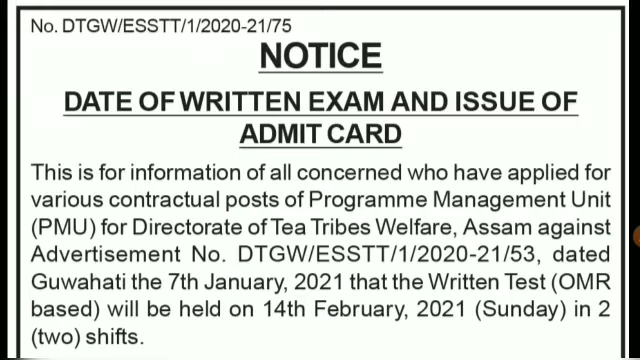 No. DTGW/ESSTT/1/2020-21/75
NOTICE
DATE OF WRITTEN EXAM AND ISSUE OF
ADMIT CARD
This is for information of all concerned who have applied for
various contractual posts of Programme Management Unit
(PMU) for Directorate of Tea Tribes Welfare, Assam against
Advertisement No. DTGW/ESSTT/1/2020-21/53, dated
Guwahati the 7th January, 2021 that the Written Test (OMR
based) will be held on 14th February, 2021 (Sunday) in 2
(two) shifts.